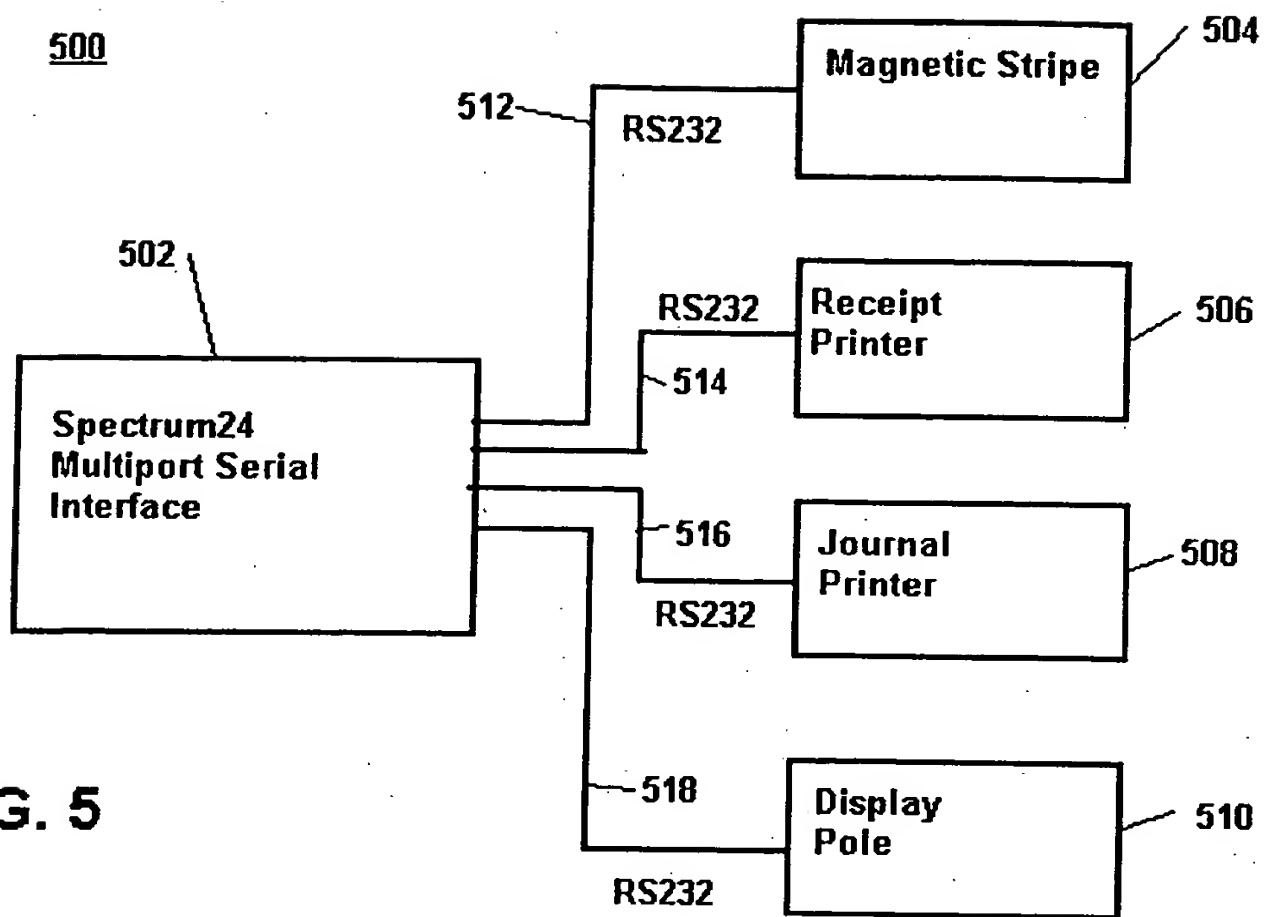 500
504
Magnetic Stripe
512
RS232
502
RS232
Receipt
Printer
506
514
Spectrum24
Multiport Serial
Interface
516
Journal
Printer
508
RS232
518
Display
Pole
510
G. 5
RS232